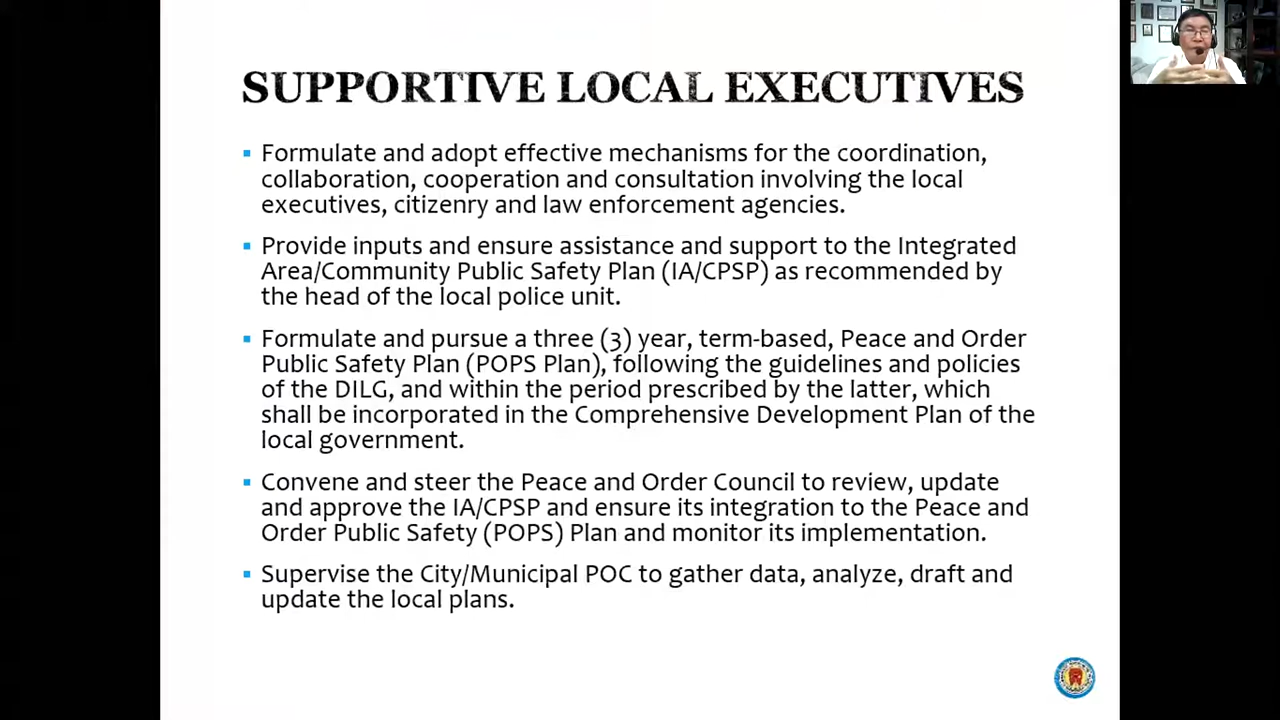 SUPPORTIVE LOCAL EXECUTIVES
▪ Formulate and adopt effective mechanisms for the coordination,
collaboration, cooperation and consultation involving the local
executives, citizenry and law enforcement agencies.
▪ Provide inputs and ensure assistance and support to the Integrated
Area/Community Public Safety Plan (IA/CPSP) as recommended by
the head of the local police unit.
▪ Formulate and pursue a three (3) year, term-based, Peace and Order
Public Safety Plan (POPS Plan), following the guidelines and policies
of the DILG, and within the period prescribed by the latter, which
shall be incorporated in the Comprehensive Development Plan of the
local government.
▪ Convene and steer the Peace and Order Council to review, update
and approve the IA/CPSP and ensure its integration to the Peace and
Order Public Safety (POPS) Plan and monitor its implementation.
▪ Supervise the City/Municipal POC to gather data, analyze, draft and
update the local plans.